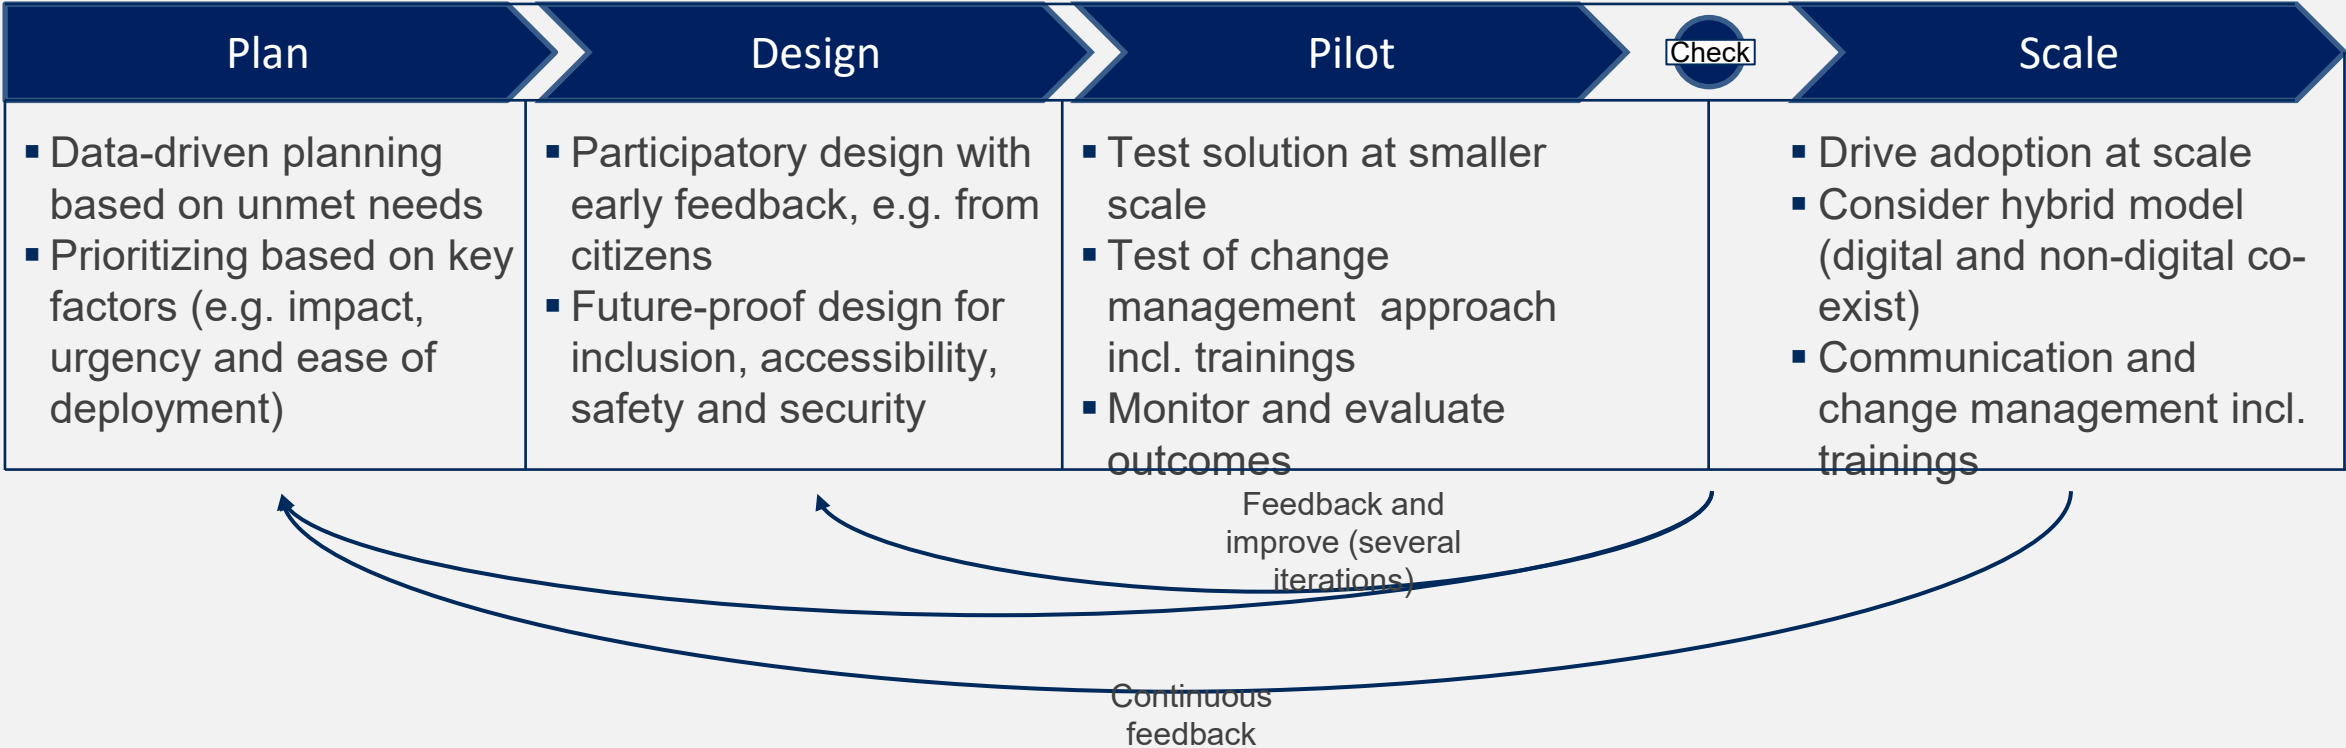 Plan
Design
Pilot
Check
Scale
▪ Data-driven planning
based on unmet needs
▪ Prioritizing based on key
factors (e.g. impact,
urgency and ease of
deployment)
▪ Participatory design with
early feedback, e.g. from
citizens
▪ Future-proof design for
inclusion, accessibility,
safety and security
▪ Test solution at smaller
scale
▪ Test of change
management  approach
incl. trainings
▪ Monitor and evaluate
outcomes
▪ Drive adoption at scale
▪ Consider hybrid model
(digital and non-digital co-
exist)
▪ Communication and
change management incl.
trainings
Feedback and
improve (several
iterations)
Continuous
feedback